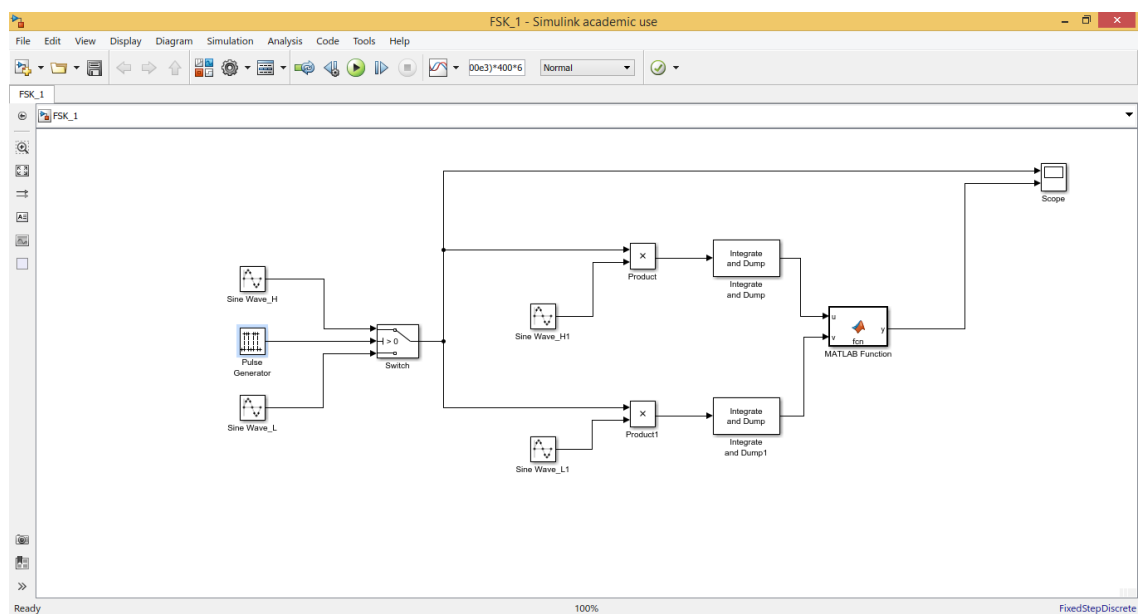 FSK_1 - Simulink academic use
File Edit View Display Diagram Simulation Analysis Code Tools Help
00e3)*400*6 Normal
FSK_1
FSK_1
Scope
Sine Wave_H
Pulse
Generator
Sine Wave_L
> 0
Switch
×
Product
Integrate
and Dump
Integrate
and Dump
Sine Wave_H1
u
v
y
fcn
MATLAB Function
×
Product1
Integrate
and Dump
Integrate
and Dump1
Sine Wave_L1
Ready 100% FixedStepDiscrete